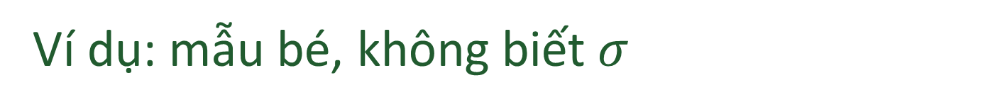 Ví dụ: mẫu bé, không biết σ